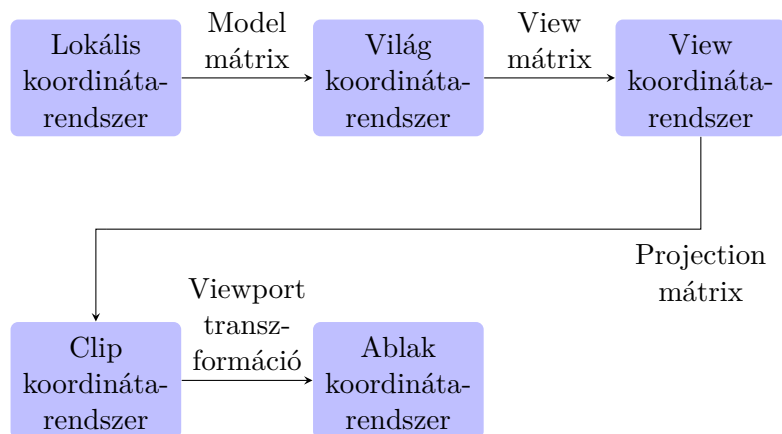 Lokális
koordináta-
rendszer
Model
mátrix
Világ
koordináta-
rendszer
View
mátrix
View
koordináta-
rendszer
Projection
mátrix
Clip
koordináta-
rendszer
Viewport
transz-
formáció
Ablak
koordináta-
rendszer